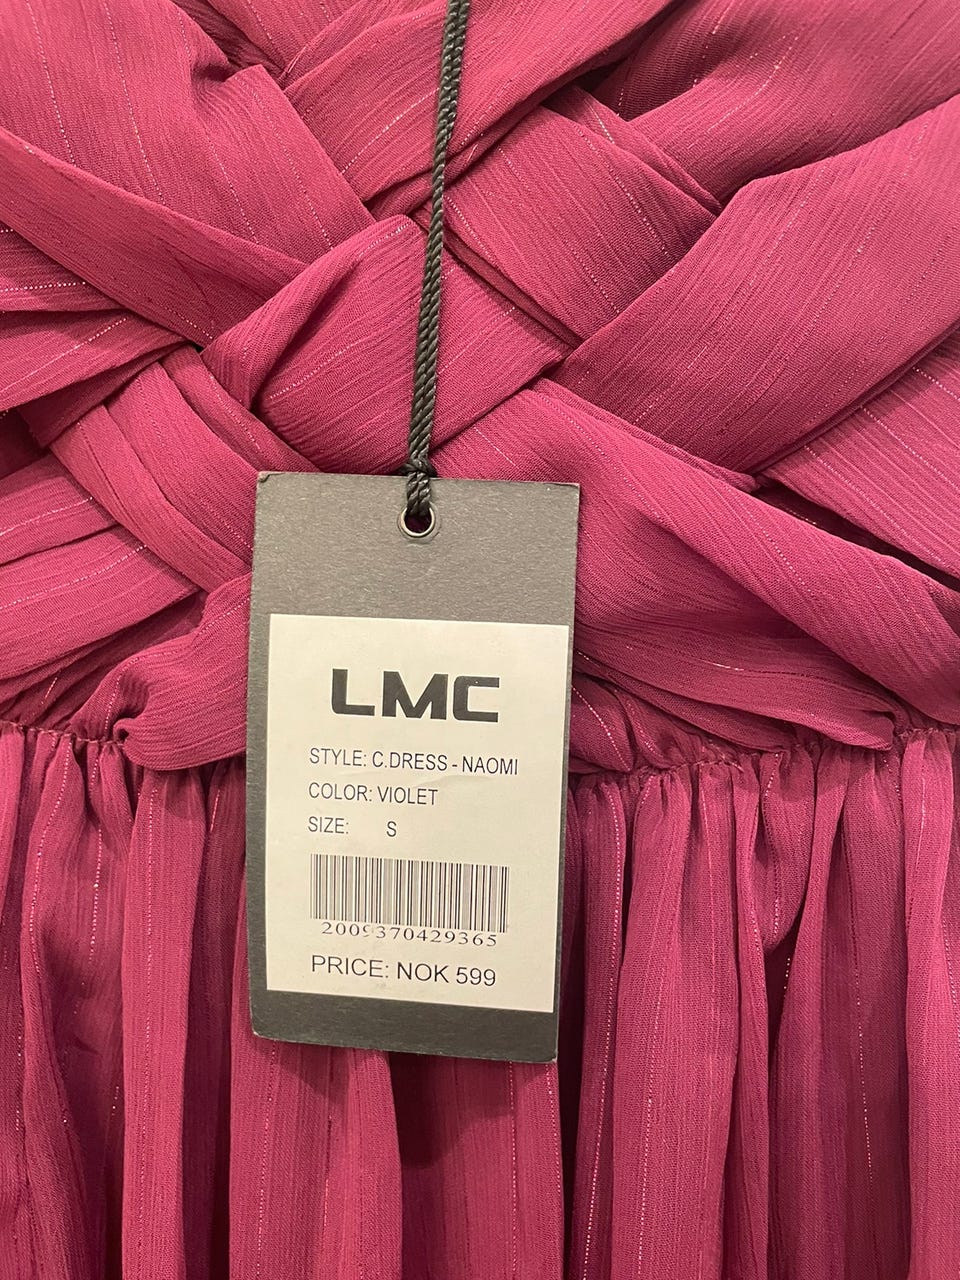 LMC
STYLE: C.DRESS - NAOMI
COLOR: VIOLET
SIZE: S
2009370429365
PRICE: NOK 599